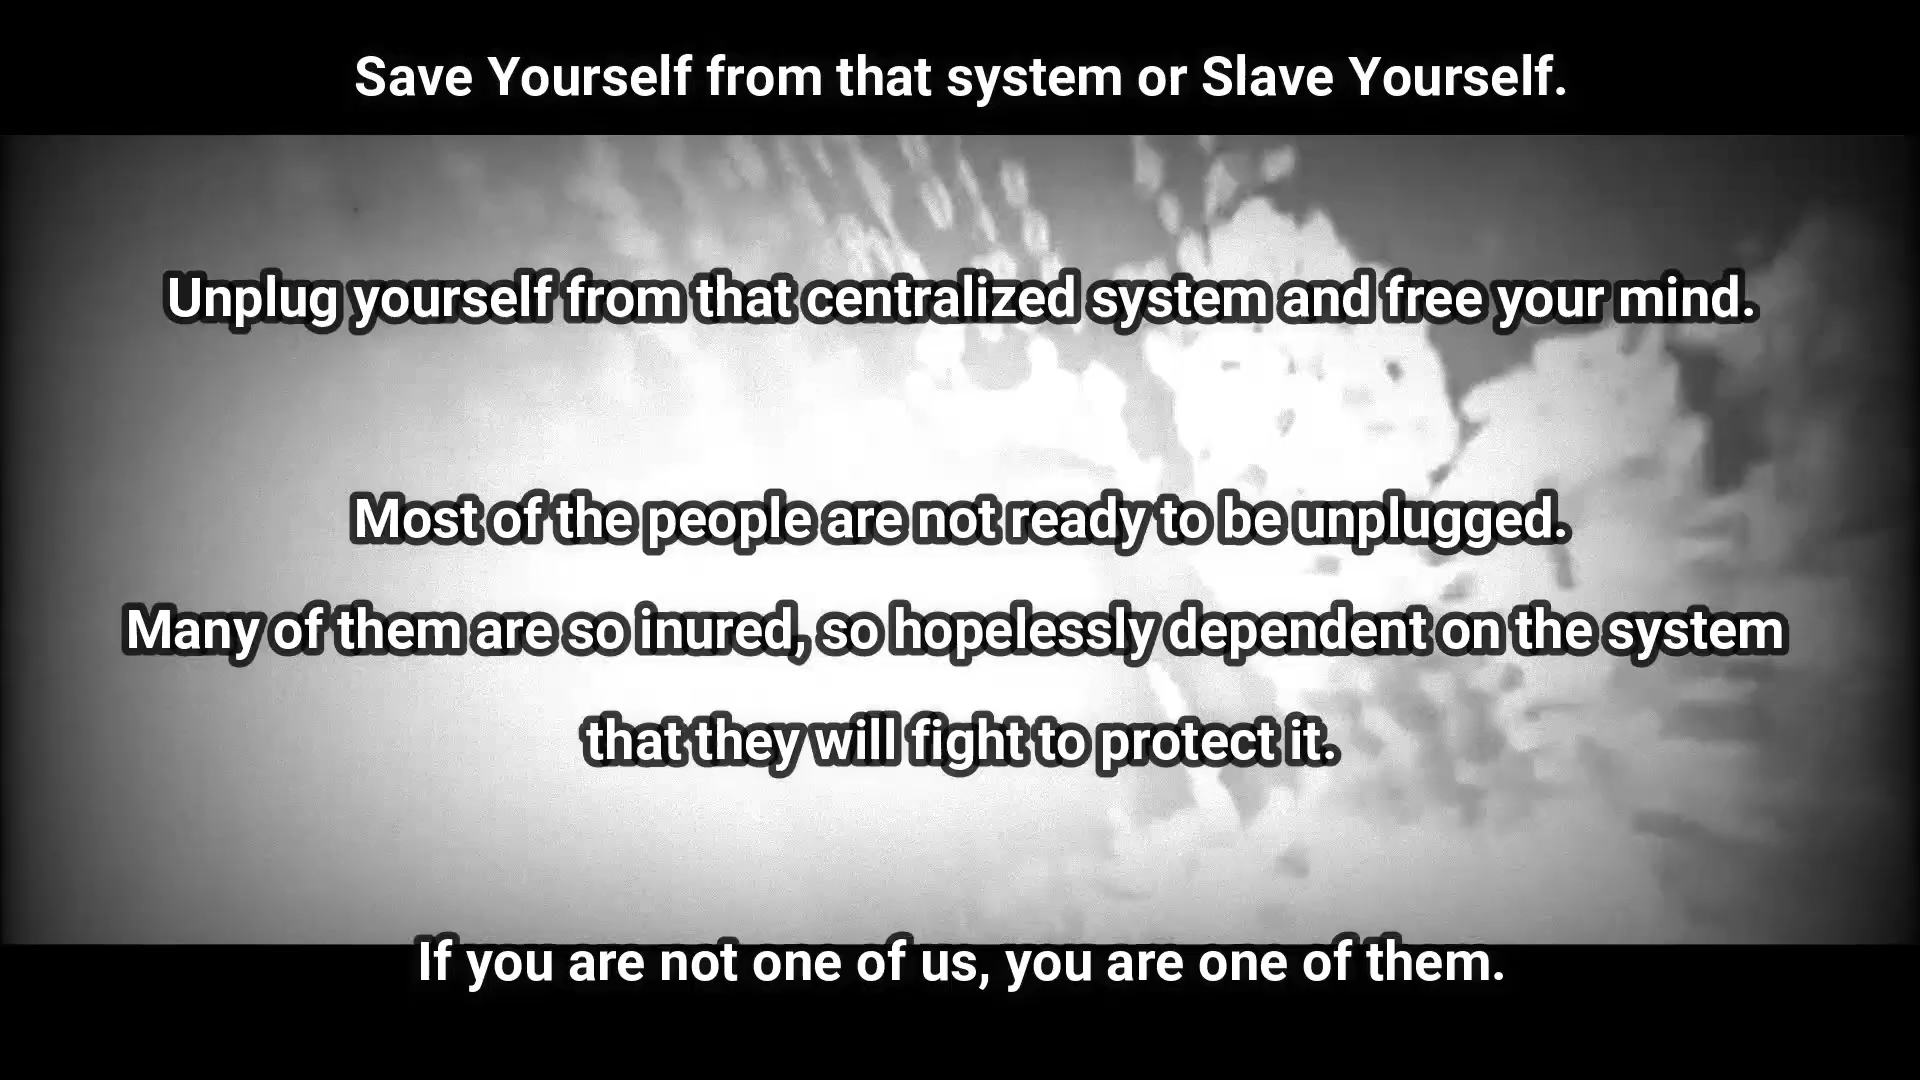 Save Yourself from that system or Slave Yourself.
Unplug yourself from that centralized system and free your mind.
Most of the people are not ready to be unplugged.
Many of them are so inured, so hopelessly dependent on the system
that they will fight to protect it.
If you are not one of us, you are one of them.